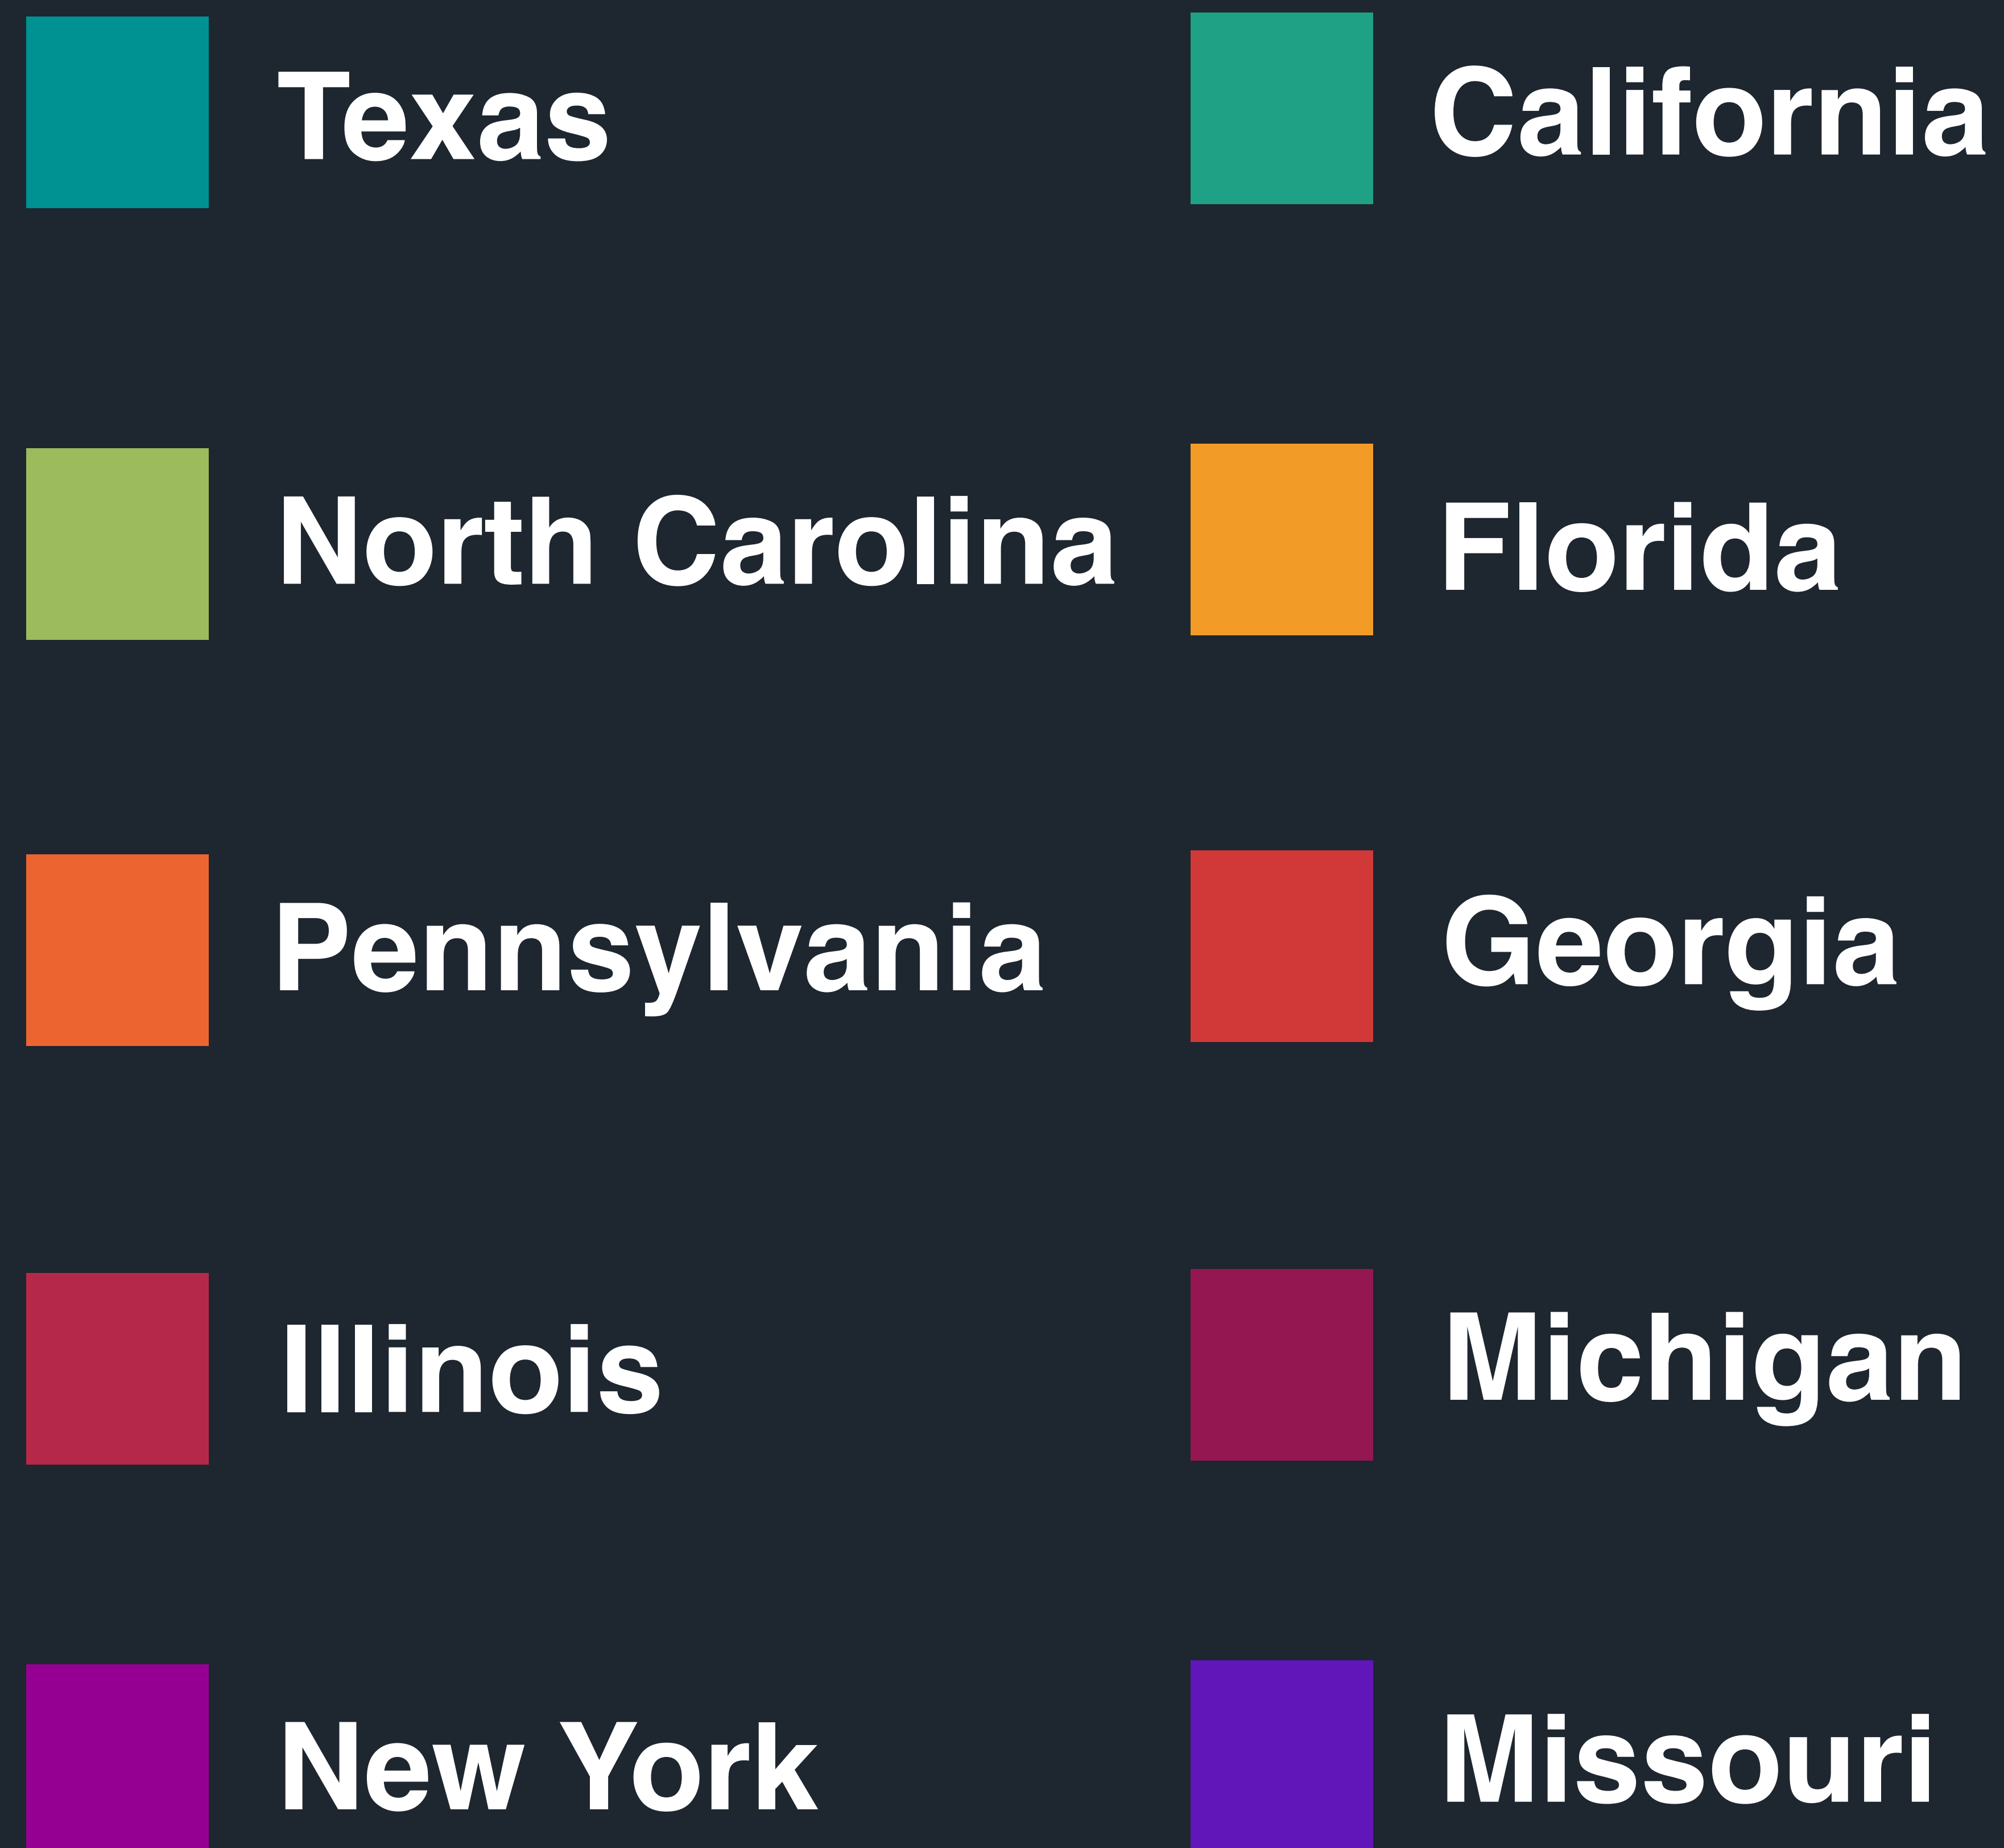 Texas
California
North Carolina
Florida
Pennsylvania
Georgia
Illinois
Michigan
New York
Missouri